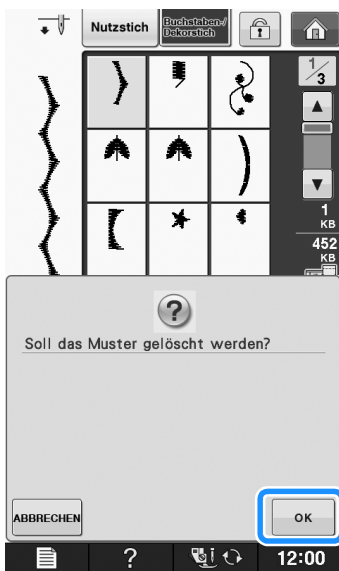 Nutzstich
Buchstaben-/
Dekorstich
1/3
1
KB
452
KB
?
Soll das Muster gelöscht werden?
ABBRECHEN
OK
?
12:00